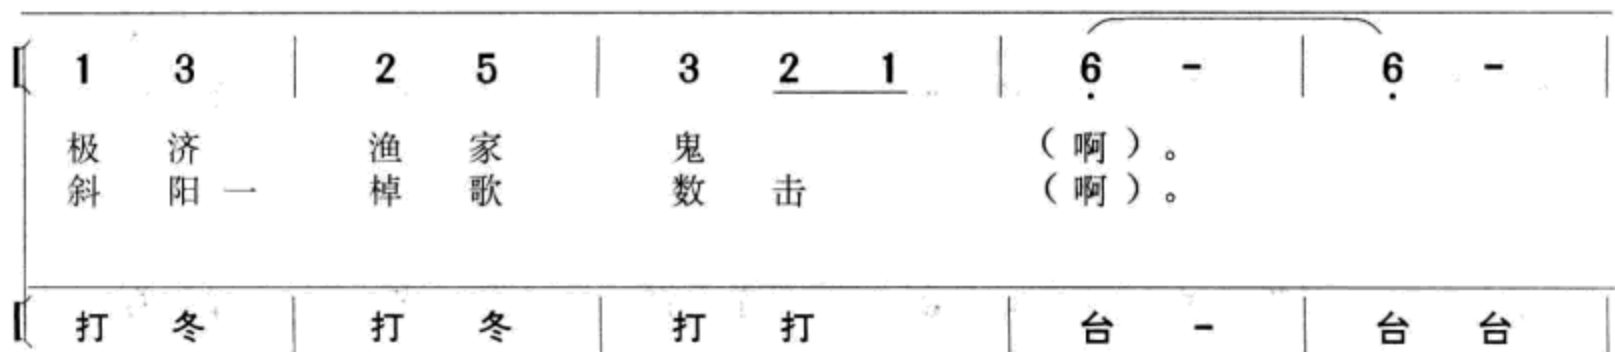 1 3 | 2 5 | 3 2 1 | 6 - | 6 - |
极 济 渔 家 鬼 （啊）。
斜 阳 一 棹 歌 数 击 （啊）。
打 冬 | 打 冬 | 打 打 | 台 - | 台 台 |